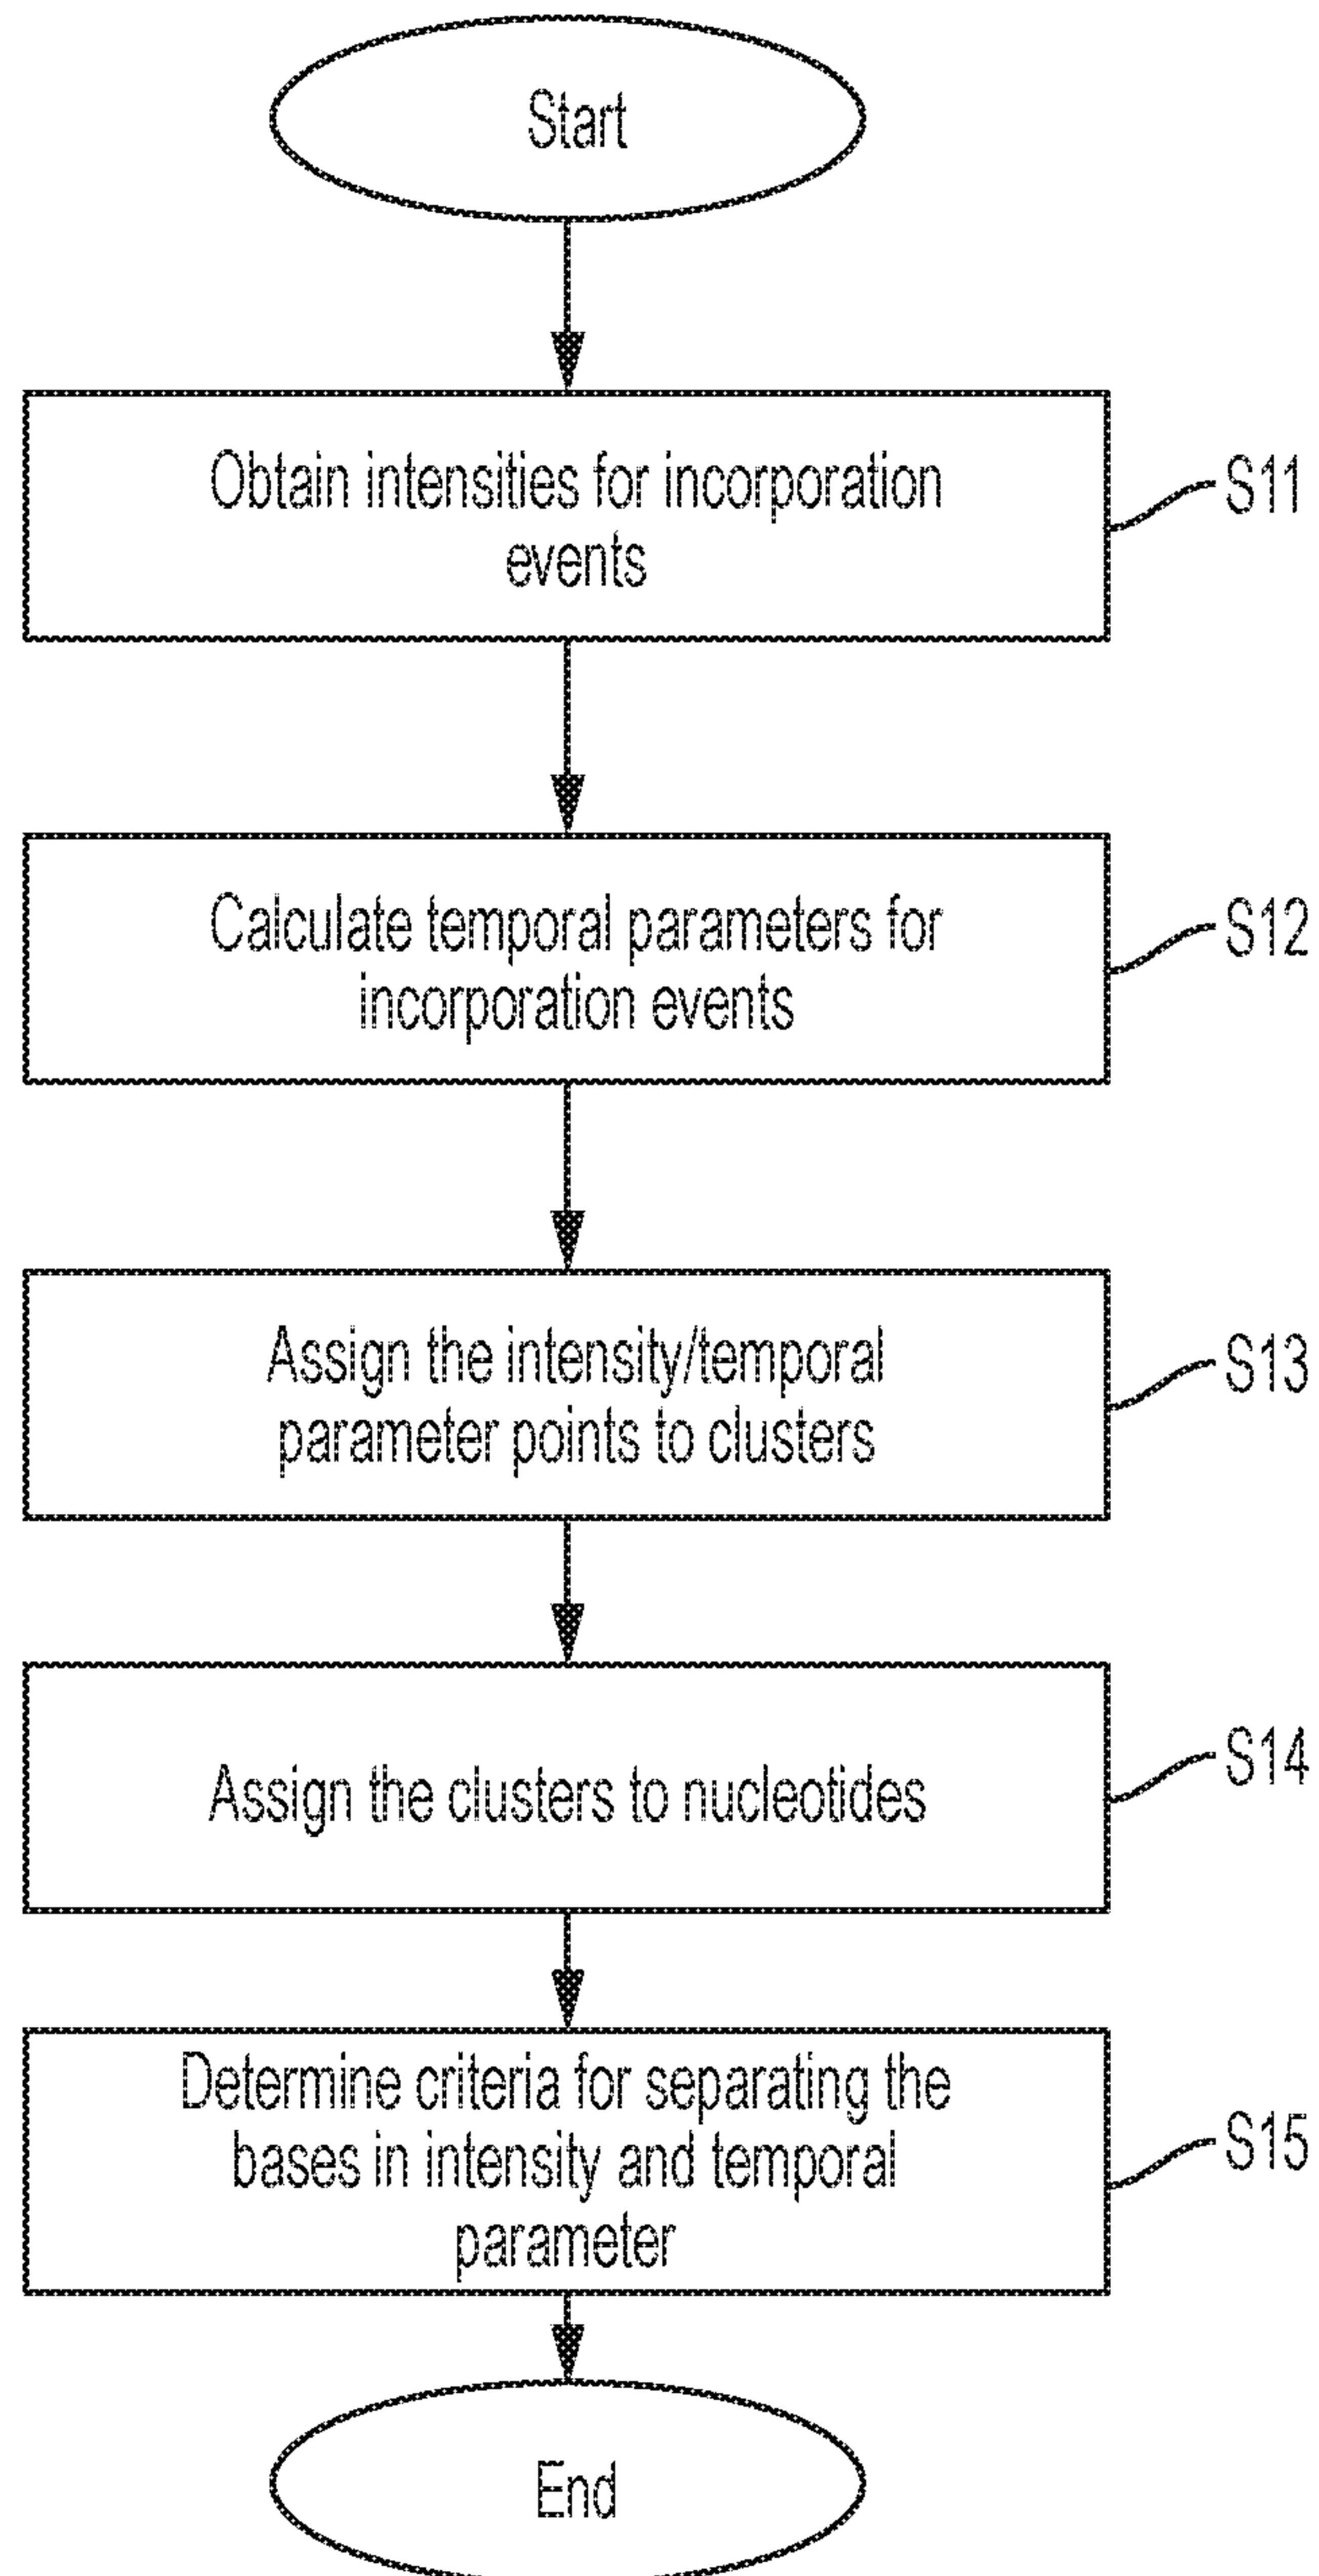 Start
Obtain intensities for incorporation
events
S11
Calculate temporal parameters for
incorporation events
S12
Assign the intensity/temporal
parameter points to clusters
S13
Assign the clusters to nucleotides
S14
Determine criteria for separating the
bases in intensity and temporal
parameter
S15
End